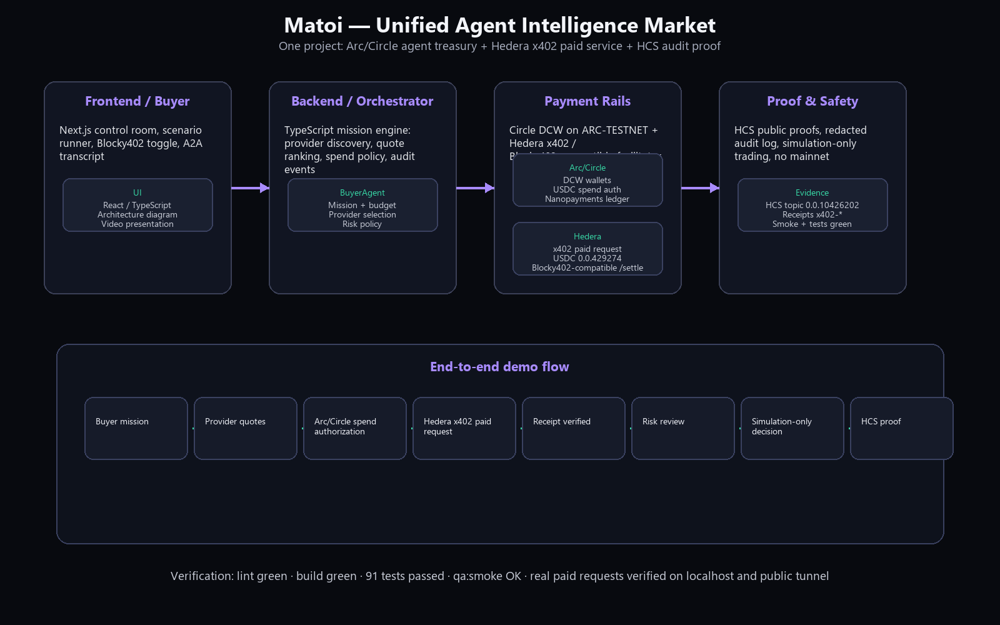 Matoi — Unified Agent Intelligence Market
One project: Arc/Circle agent treasury + Hedera x402 paid service + HCS audit proof
Frontend / Buyer
Next.js control room, scenario
runner, Blocky402 toggle, A2A
transcript
UI
React / TypeScript
Architecture diagram
Video presentation
Backend / Orchestrator
TypeScript mission engine:
provider discovery, quote
ranking, spend policy, audit
events
BuyerAgent
Mission + budget
Provider selection
Risk policy
Payment Rails
Circle DCW on ARC-TESTNET +
Hedera x402 /
Arc/Circle
DCW wallets
USDC spend auth
Nanopayments ledger
Hedera
x402 paid request
USDC 0.0.429274
Blocky402-compatible /settle
Proof & Safety
HCS public proofs, redacted
audit log, simulation-only
trading, no mainnet
Evidence
HCS topic 0.0.10426202
Receipts x402-*
Smoke + tests green
End-to-end demo flow
Buyer mission
Provider quotes
Arc/Circle spend
authorization
Hedera x402 paid
request
Receipt verified
Risk review
Simulation-only
decision
HCS proof
Verification: lint green · build green · 91 tests passed · qa:smoke OK · real paid requests verified on localhost and public tunnel